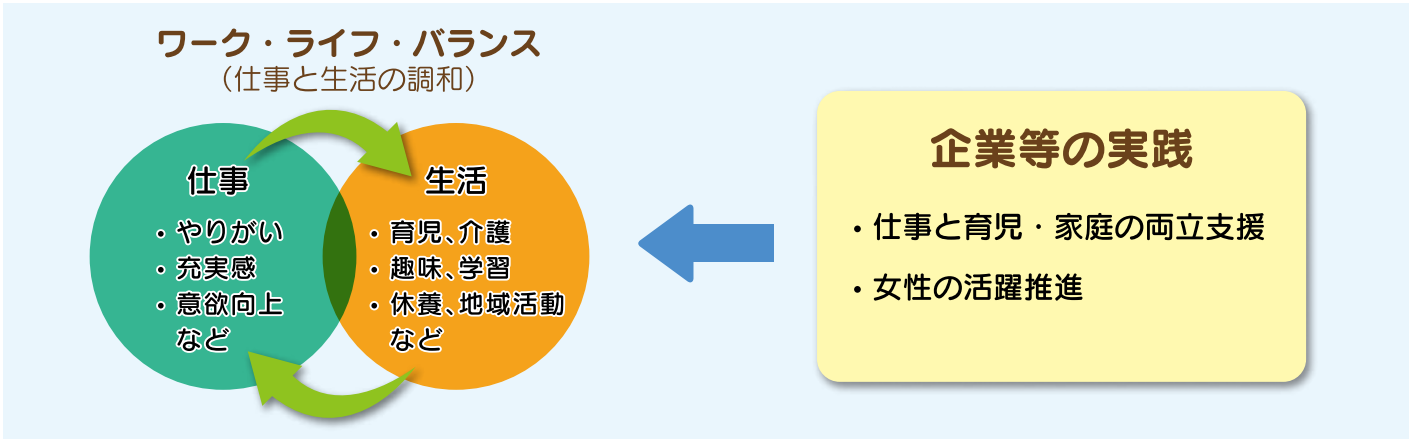 ワーク・ライフ・バランス
（仕事と生活の調和）
仕事
・やりがい
・充実感
・意欲向上
など
生活
・育児、介護
・趣味、学習
・休養、地域活動
など
企業等の実践
・仕事と育児・家庭の両立支援
・女性の活躍推進